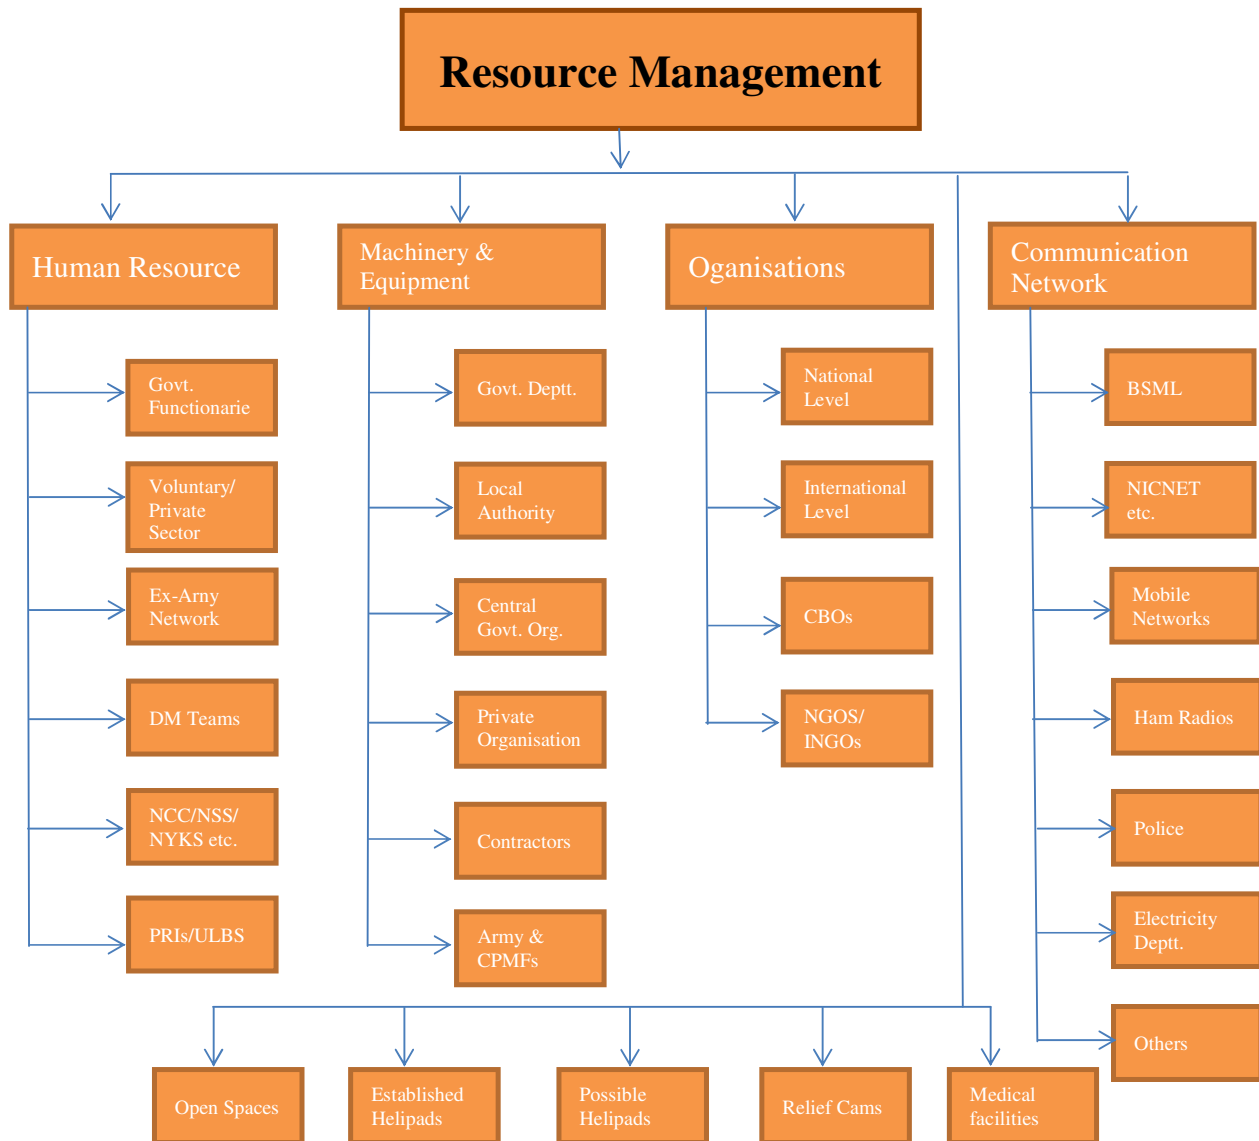 Resource Management
Human Resource
Machinery &
Equipment
Oganisations
Communication
Network
Govt.
Functionarie
Voluntary/
Private
Sector
Ex-Arny
Network
DM Teams
NCC/NSS/
NYKS etc.
PRIs/ULBS
Govt. Deptt.
Local
Authority
Central
Govt. Org.
Private
Organisation
Contractors
Army &
CPMFs
National
Level
International
Level
CBOs
NGOS/
INGOs
BSML
NICNET
etc.
Mobile
Networks
Ham Radios
Police
Electricity
Deptt.
Others
Open Spaces
Established
Helipads
Possible
Helipads
Relief Cams
Medical
facilities